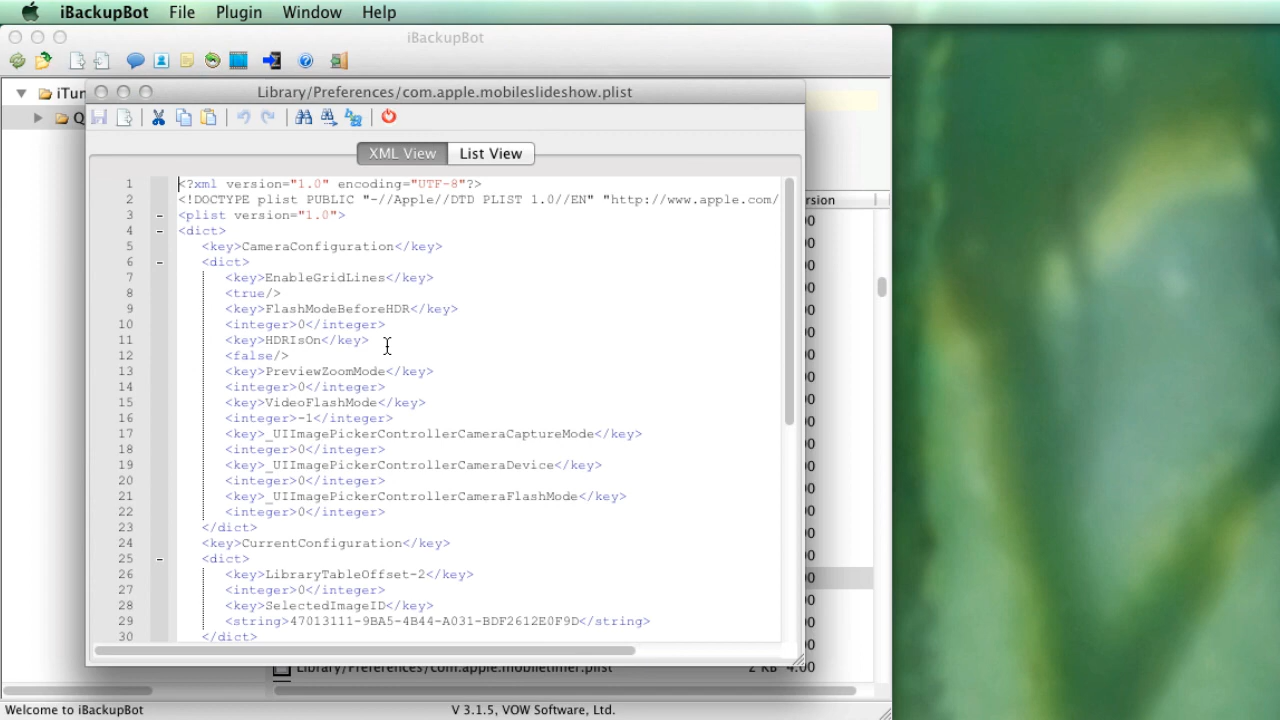 iBackupBot File Plugin Window Help
iBackupBot
iTun
Q
Library/Preferences/com.apple.mobileslideshow.plist
XML View List View
rsion
1 <?xml version="1.0" encoding="UTF-8"?>
2 <!DOCTYPE plist PUBLIC "-//Apple//DTD PLIST 1.0//EN" "http://www.apple.com/
3 <plist version="1.0">
4 <dict>
5 <key>CameraConfiguration</key>
6 <dict>
7 <key>EnableGridLines</key>
8 <true/>
9 <key>FlashModeBeforeHDR</key>
10 <integer>0</integer>
11 <key>HDRIsOn</key>
12 <false/>
13 <key>PreviewZoomMode</key>
14 <integer>0</integer>
15 <key>VideoFlashMode</key>
16 <integer>-1</integer>
17 <key>_UIImagePickerControllerCameraCaptureMode</key>
18 <integer>0</integer>
19 <key>_UIImagePickerControllerCameraDevice</key>
20 <integer>0</integer>
21 <key>_UIImagePickerControllerCameraFlashMode</key>
22 <integer>0</integer>
23 </dict>
24 <key>CurrentConfiguration</key>
25 <dict>
26 <key>LibraryTableOffset-2</key>
27 <integer>0</integer>
28 <key>SelectedImageID</key>
29 <string>47013111-9BA5-4B44-A031-BDF2612E0F9D</string>
30 </dict>
Library/Preferences/com.apple.mobiletimer.plist 2 KB 4.00
Welcome to iBackupBot V 3.1.5, VOW Software, Ltd.